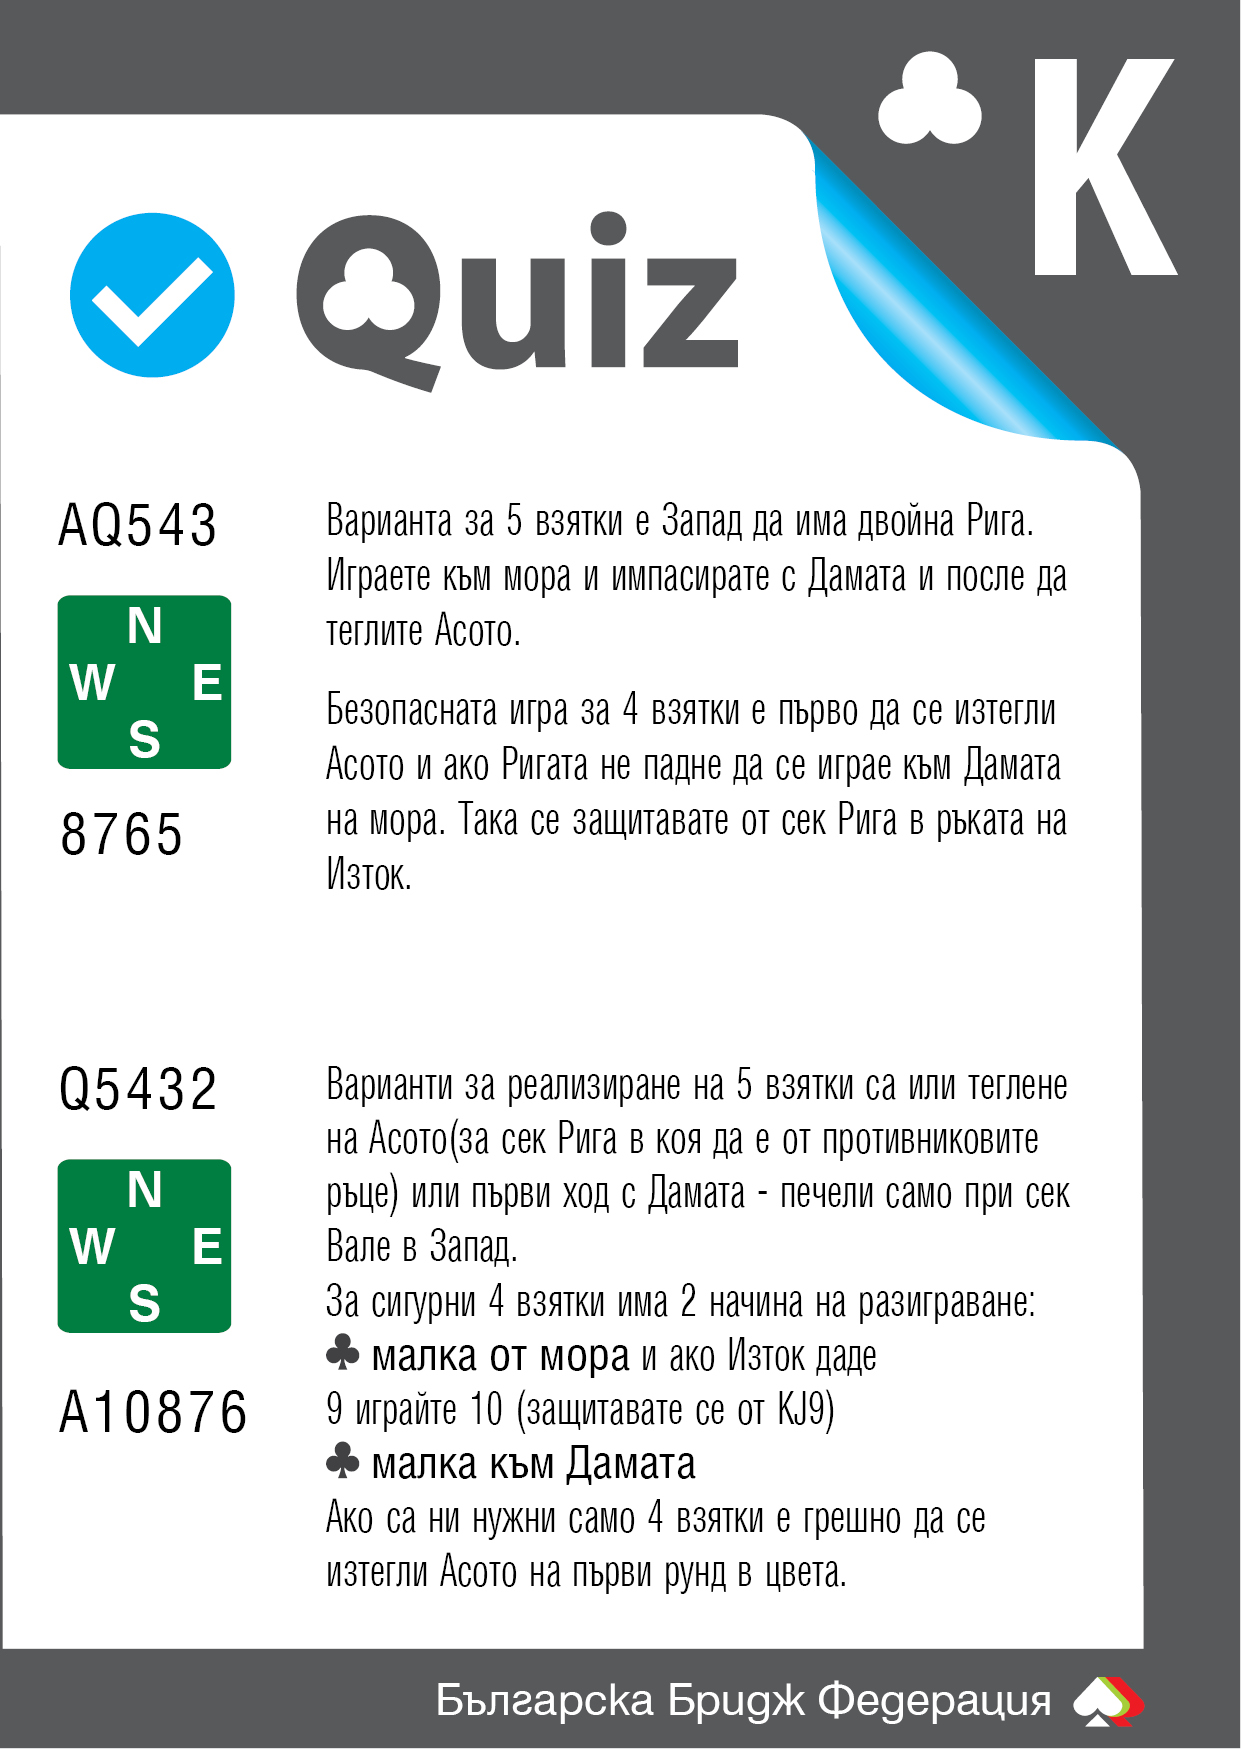 K
Quiz
AQ543
N
W E
S
8765
Варианта за 5 взятки е Запад да има двойна Рига.
Играете към мора и импасирате с Дамата и после да
теглите Асото.
Безопасната игра за 4 взятки е първо да се изтегли
Асото и ако Ригата не падне да се играе към Дамата
на мора. Така се защитавате от сек Рига в ръката на
Изток.
Q5432
N
W E
S
A10876
Варианти за реализиране на 5 взятки са или теглене
на Асото(за сек Рига в коя да е от противниковите
ръце) или първи ход с Дамата - печели само при сек
Вале в Запад.
За сигурни 4 взятки има 2 начина на разиграване:
♣ малка от мора и ако Изток даде
9 играйте 10 (защитавате се от KJ9)
♣ малка към Дамата
Ако са ни нужни само 4 взятки е грешно да се
изтегли Асото на първи рунд в цвета.
Българска Бридж Федерация